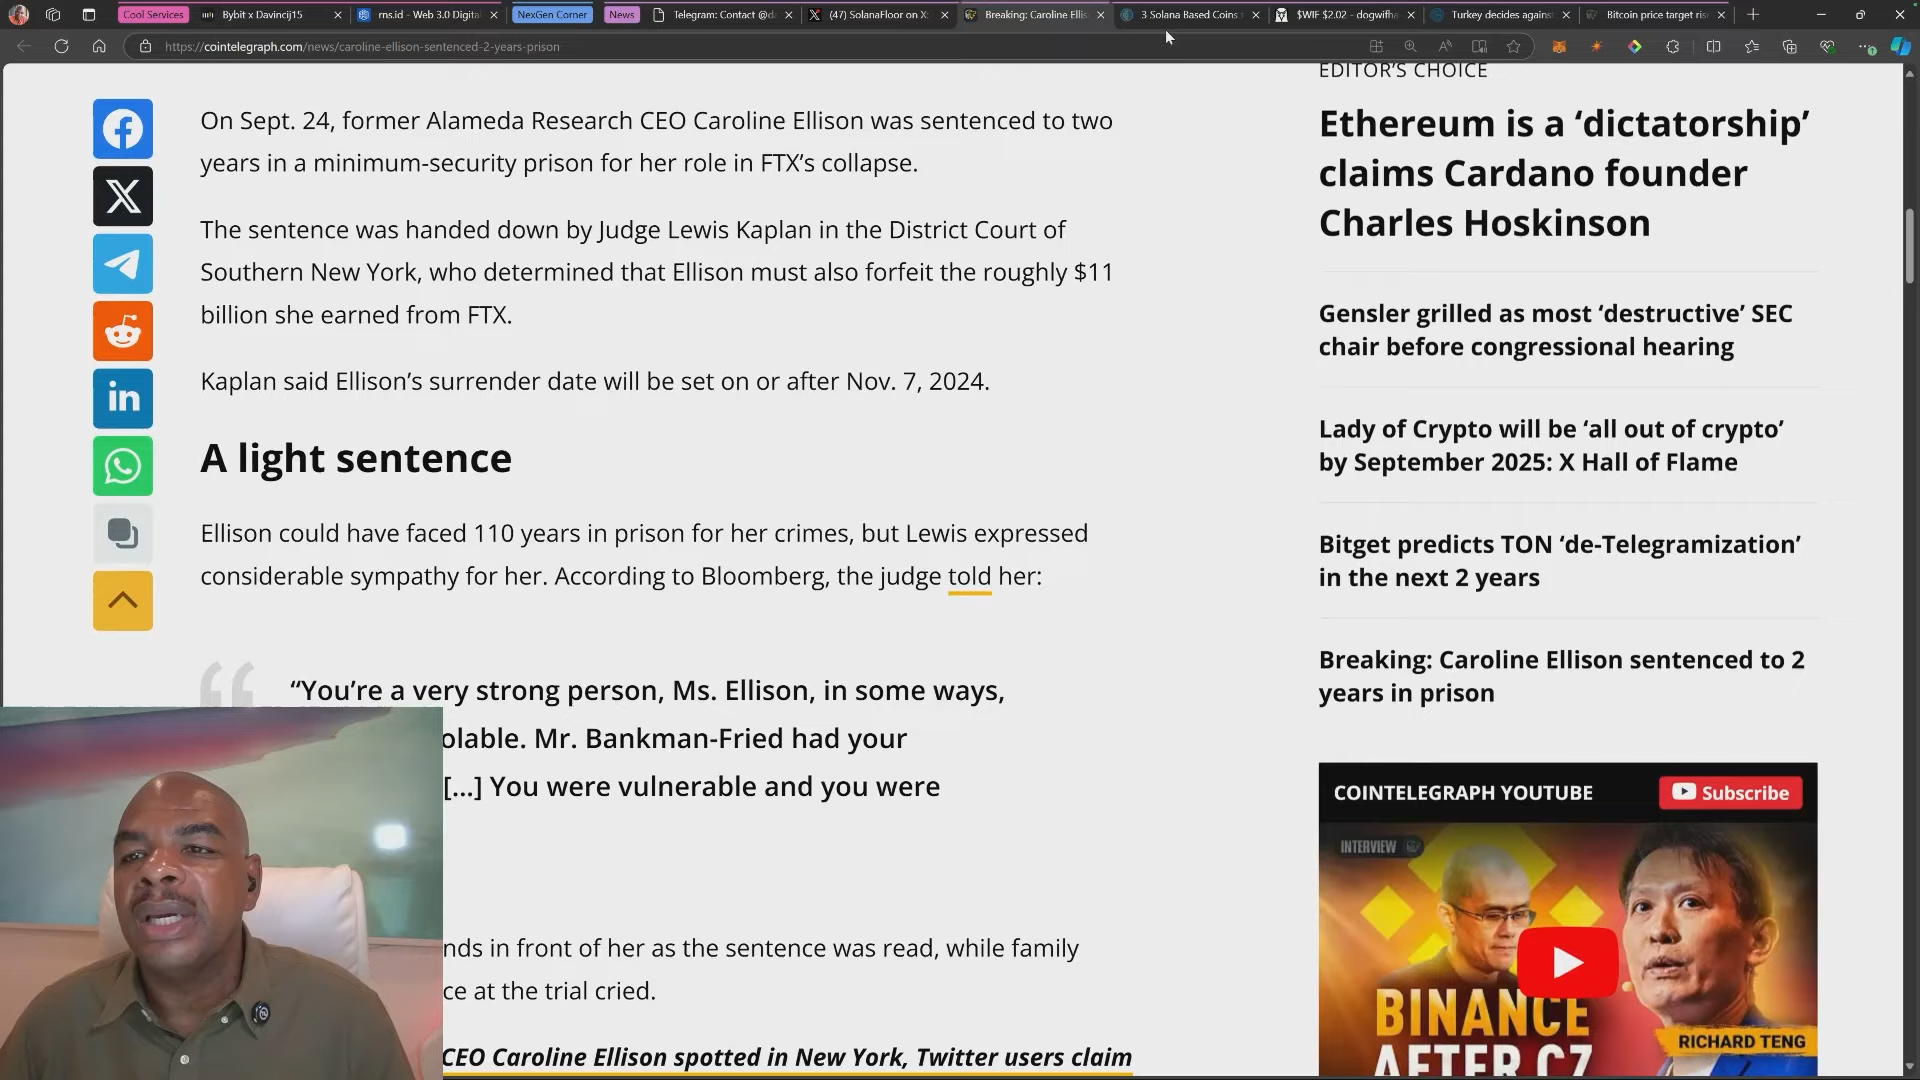 Cool Services
Bybit x Davincij15
rns.id - Web 3.0 Digita
NexGen Corner
News
Telegram: Contact @d
(47) SolanaFloor on X:
Breaking: Caroline Ellis
3 Solana Based Coins
$WIF $2.02 - dogwifha
Turkey decides against
Bitcoin price target ris
https://cointelegraph.com/news/caroline-ellison-sentenced-2-years-prison
On Sept. 24, former Alameda Research CEO Caroline Ellison was sentenced to two
years in a minimum-security prison for her role in FTX’s collapse.
The sentence was handed down by Judge Lewis Kaplan in the District Court of
Southern New York, who determined that Ellison must also forfeit the roughly $11
billion she earned from FTX.
Kaplan said Ellison’s surrender date will be set on or after Nov. 7, 2024.
A light sentence
Ellison could have faced 110 years in prison for her crimes, but Lewis expressed
considerable sympathy for her. According to Bloomberg, the judge told her:
“You’re a very strong person, Ms. Ellison, in some ways,
olable. Mr. Bankman-Fried had your
[...] You were vulnerable and you were
nds in front of her as the sentence was read, while family
ce at the trial cried.
CEO Caroline Ellison spotted in New York, Twitter users claim
EDITOR’S CHOICE
Ethereum is a ‘dictatorship’
claims Cardano founder
Charles Hoskinson
Gensler grilled as most ‘destructive’ SEC
chair before congressional hearing
Lady of Crypto will be ‘all out of crypto’
by September 2025: X Hall of Flame
Bitget predicts TON ‘de-Telegramization’
in the next 2 years
Breaking: Caroline Ellison sentenced to 2
years in prison
COINTELEGRAPH YOUTUBE
Subscribe
INTERVIEW
BINANCE
AFTER CZ
RICHARD TENG